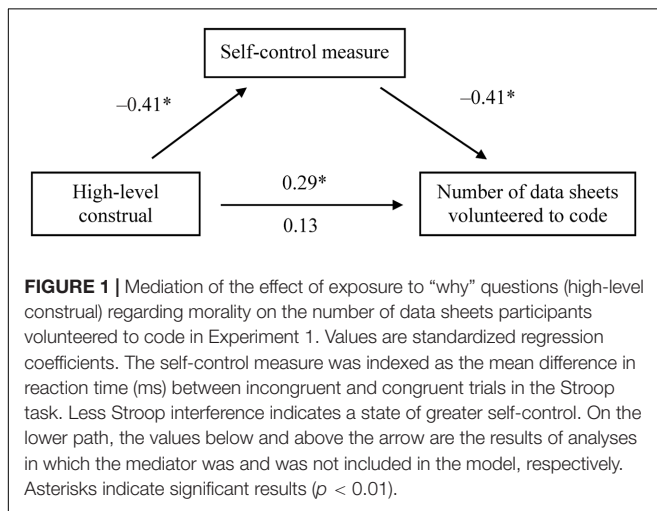 Self-control measure
–0.41*
–0.41*
High-level
construal
0.29*
0.13
Number of data sheets
volunteered to code
FIGURE 1 | Mediation of the effect of exposure to “why” questions (high-level
construal) regarding morality on the number of data sheets participants
volunteered to code in Experiment 1. Values are standardized regression
coefficients. The self-control measure was indexed as the mean difference in
reaction time (ms) between incongruent and congruent trials in the Stroop
task. Less Stroop interference indicates a state of greater self-control. On the
lower path, the values below and above the arrow are the results of analyses
in which the mediator was and was not included in the model, respectively.
Asterisks indicate significant results (p < 0.01).